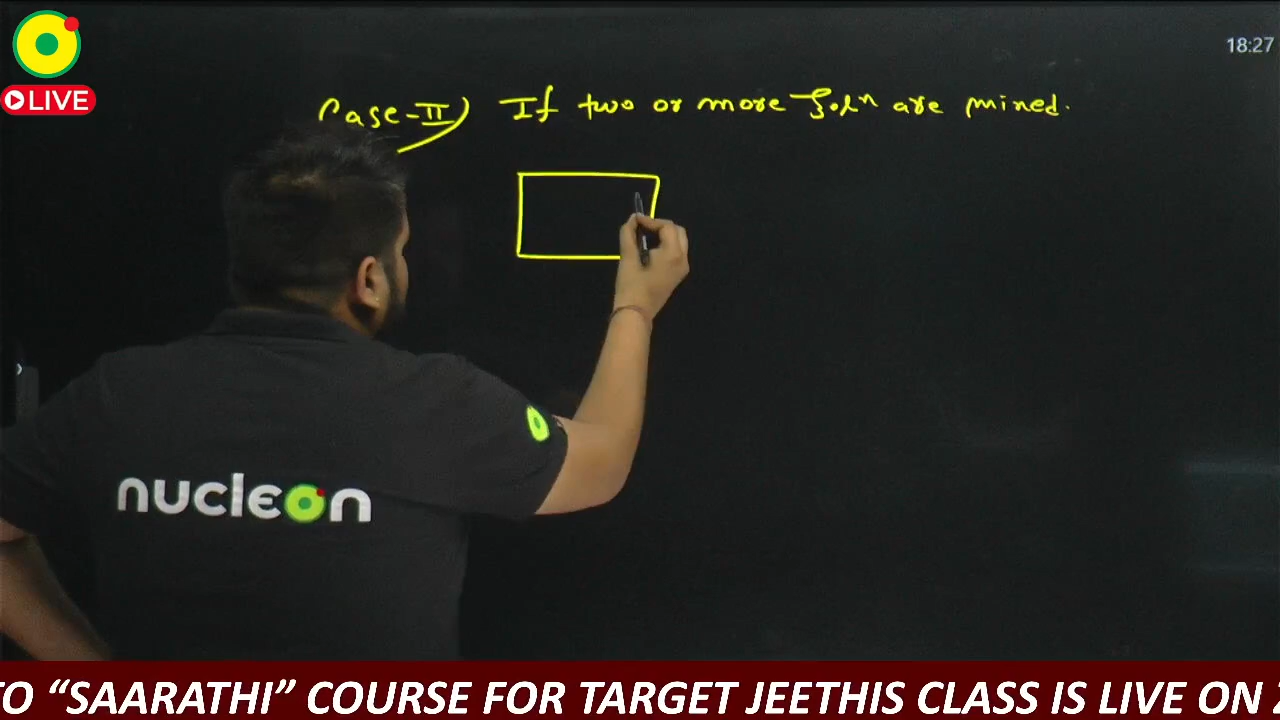 LIVE
18:27
Case-II) If two or more sol^n are mixed.
nucleon
TO “SAARATHI” COURSE FOR TARGET JEETHIS CLASS IS LIVE ON